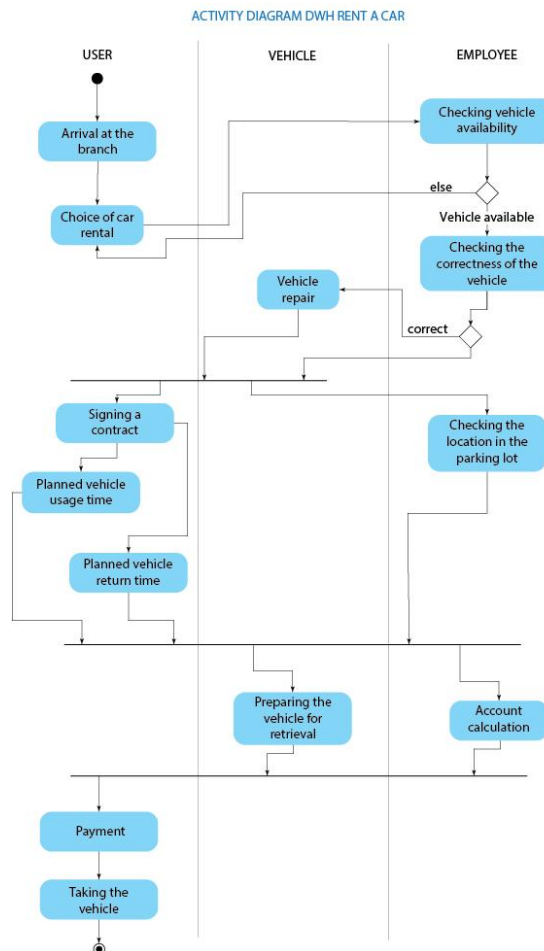 ACTIVITY DIAGRAM DWH RENT A CAR
USER
VEHICLE
EMPLOYEE
Checking vehicle
availability
Arrival at the
branch
else
Choice of car
rental
Vehicle available
Checking the
correctness of the
vehicle
Vehicle
repair
correct
Signing a
contract
Checking the
location in the
parking lot
Planned vehicle
usage time
Planned vehicle
return time
Preparing the
vehicle for
retrieval
Account
calculation
Payment
Taking the
vehicle